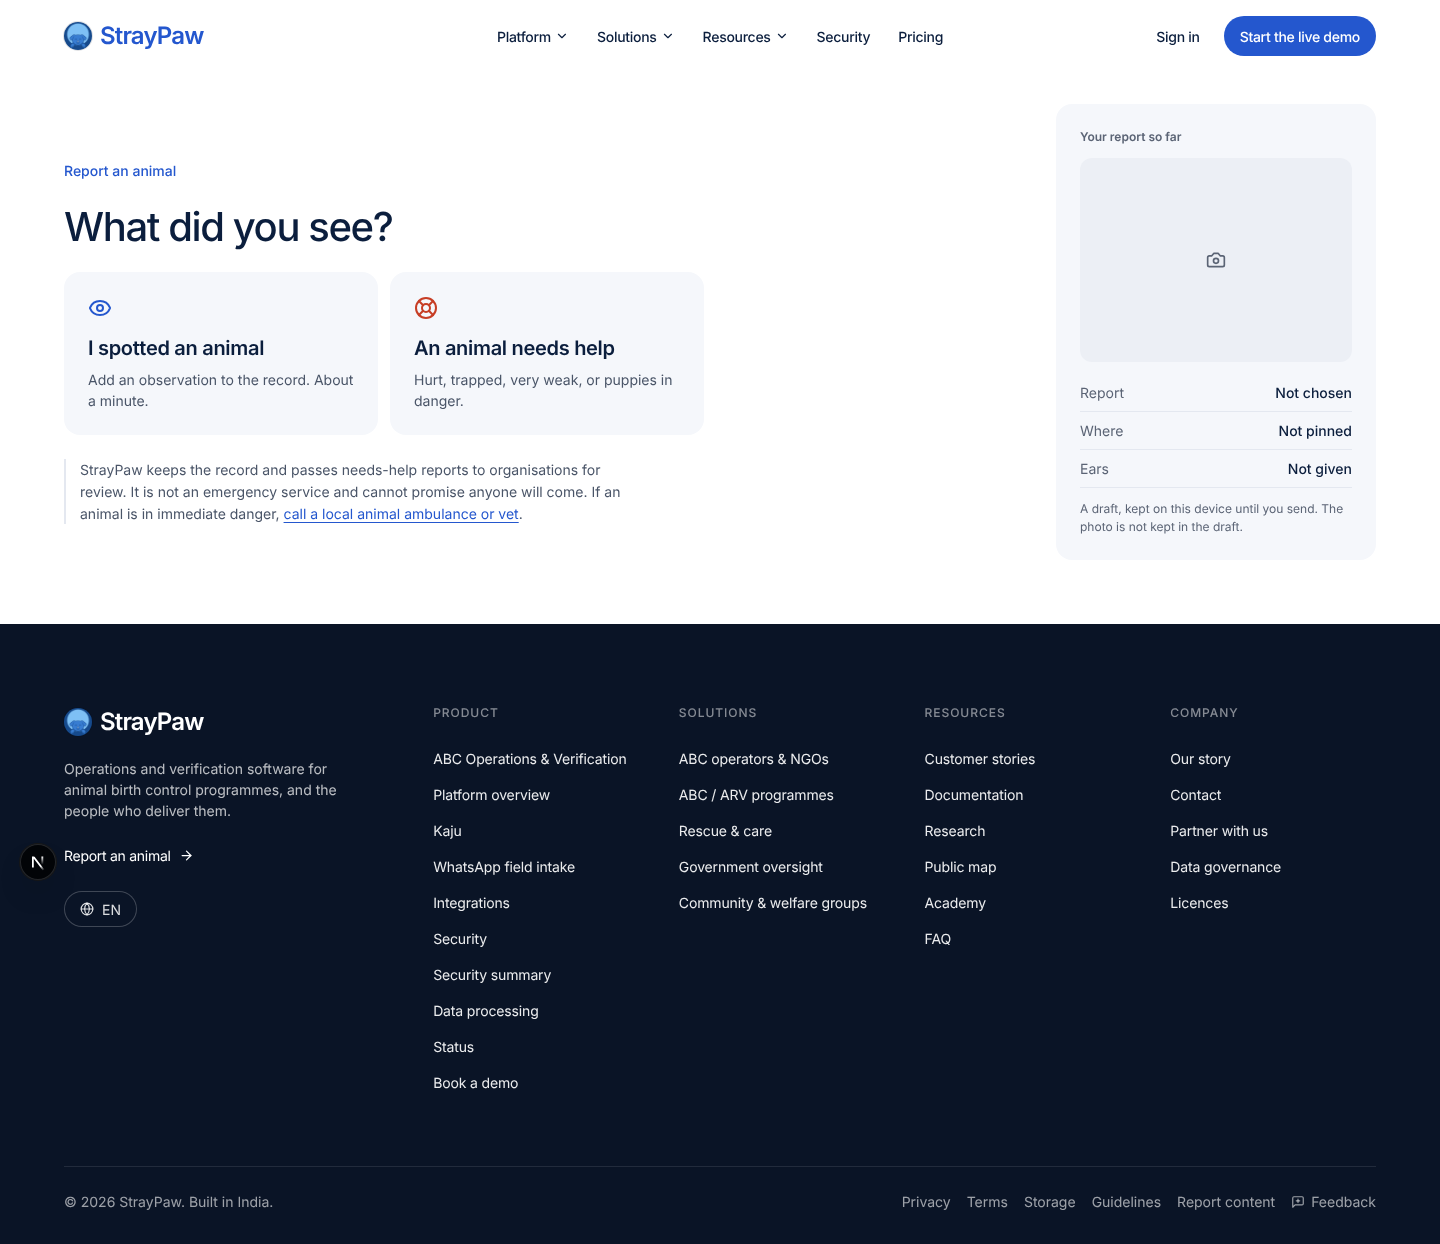 StrayPaw
Platform
Solutions
Resources
Security
Pricing
Sign in
Start the live demo
Report an animal
What did you see?
I spotted an animal
Add an observation to the record. About
a minute.
An animal needs help
Hurt, trapped, very weak, or puppies in
danger.
StrayPaw keeps the record and passes needs-help reports to organisations for
review. It is not an emergency service and cannot promise anyone will come. If an
animal is in immediate danger, call a local animal ambulance or vet.
Your report so far
Report Not chosen
Where Not pinned
Ears Not given
A draft, kept on this device until you send. The
photo is not kept in the draft.
StrayPaw
Operations and verification software for
animal birth control programmes, and the
people who deliver them.
Report an animal
N
EN
PRODUCT
ABC Operations & Verification
Platform overview
Kaju
WhatsApp field intake
Integrations
Security
Security summary
Data processing
Status
Book a demo
SOLUTIONS
ABC operators & NGOs
ABC / ARV programmes
Rescue & care
Government oversight
Community & welfare groups
RESOURCES
Customer stories
Documentation
Research
Public map
Academy
FAQ
COMPANY
Our story
Contact
Partner with us
Data governance
Licences
© 2026 StrayPaw. Built in India.
Privacy
Terms
Storage
Guidelines
Report content
Feedback